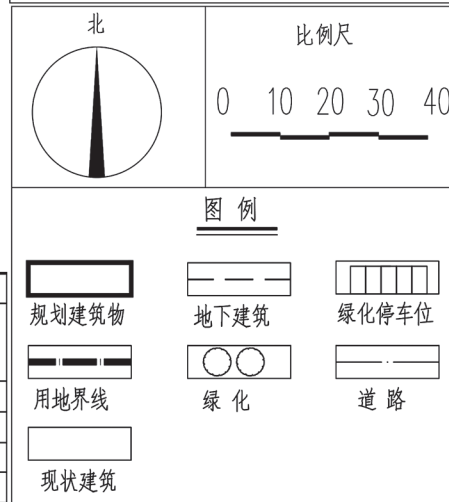 北
比例尺
0 10 20 30 40
图 例
规划建筑物 地下建筑 绿化停车位
用地界线 绿 化 道 路
现状建筑